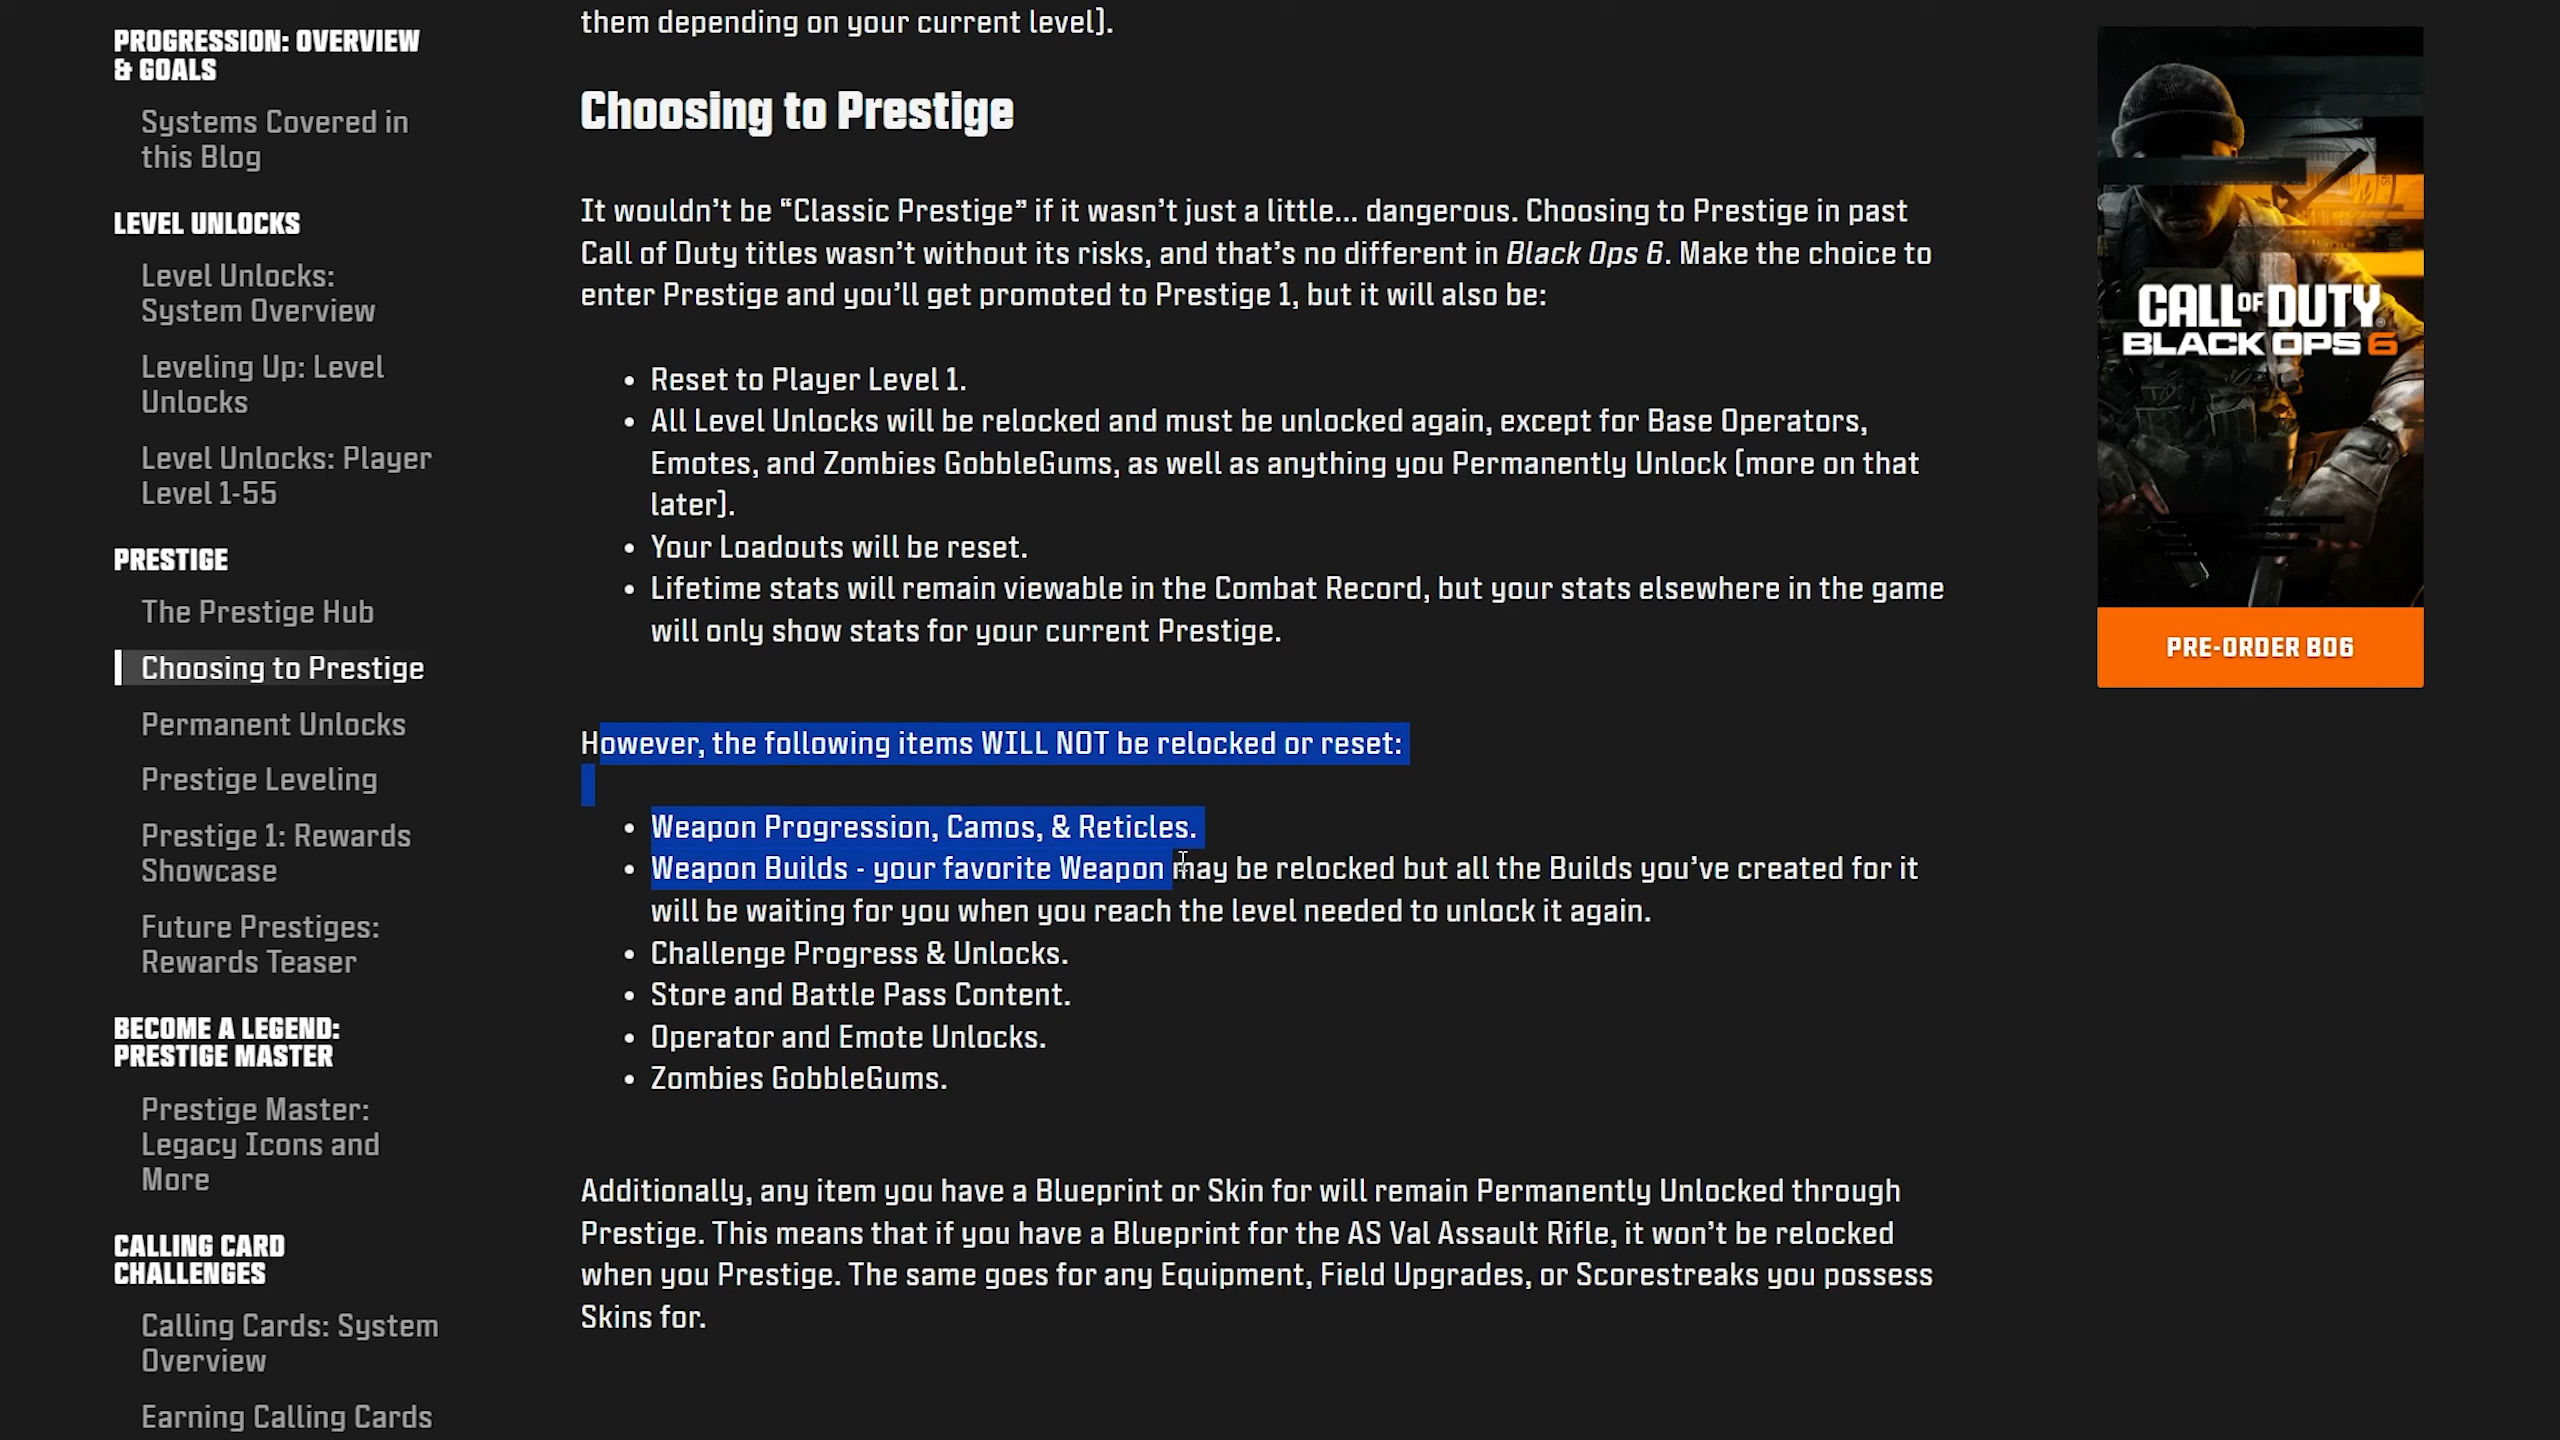 PROGRESSION: OVERVIEW
& GOALS
Systems Covered in
this Blog
LEVEL UNLOCKS
Level Unlocks:
System Overview
Leveling Up: Level
Unlocks
Level Unlocks: Player
Level 1-55
PRESTIGE
The Prestige Hub
Choosing to Prestige
Permanent Unlocks
Prestige Leveling
Prestige 1: Rewards
Showcase
Future Prestiges:
Rewards Teaser
BECOME A LEGEND:
PRESTIGE MASTER
Prestige Master:
Legacy Icons and
More
CALLING CARD
CHALLENGES
Calling Cards: System
Overview
Earning Calling Cards
them depending on your current level].
Choosing to Prestige
It wouldn’t be “Classic Prestige” if it wasn’t just a little... dangerous. Choosing to Prestige in past
Call of Duty titles wasn’t without its risks, and that’s no different in Black Ops 6. Make the choice to
enter Prestige and you’ll get promoted to Prestige 1, but it will also be:
• Reset to Player Level 1.
• All Level Unlocks will be relocked and must be unlocked again, except for Base Operators,
Emotes, and Zombies GobbleGums, as well as anything you Permanently Unlock [more on that
later].
• Your Loadouts will be reset.
• Lifetime stats will remain viewable in the Combat Record, but your stats elsewhere in the game
will only show stats for your current Prestige.
However, the following items WILL NOT be relocked or reset:
• Weapon Progression, Camos, & Reticles.
• Weapon Builds - your favorite Weapon may be relocked but all the Builds you’ve created for it
will be waiting for you when you reach the level needed to unlock it again.
• Challenge Progress & Unlocks.
• Store and Battle Pass Content.
• Operator and Emote Unlocks.
• Zombies GobbleGums.
Additionally, any item you have a Blueprint or Skin for will remain Permanently Unlocked through
Prestige. This means that if you have a Blueprint for the AS Val Assault Rifle, it won’t be relocked
when you Prestige. The same goes for any Equipment, Field Upgrades, or Scorestreaks you possess
Skins for.
CALL OF DUTY
BLACK OPS 6
PRE-ORDER BO6